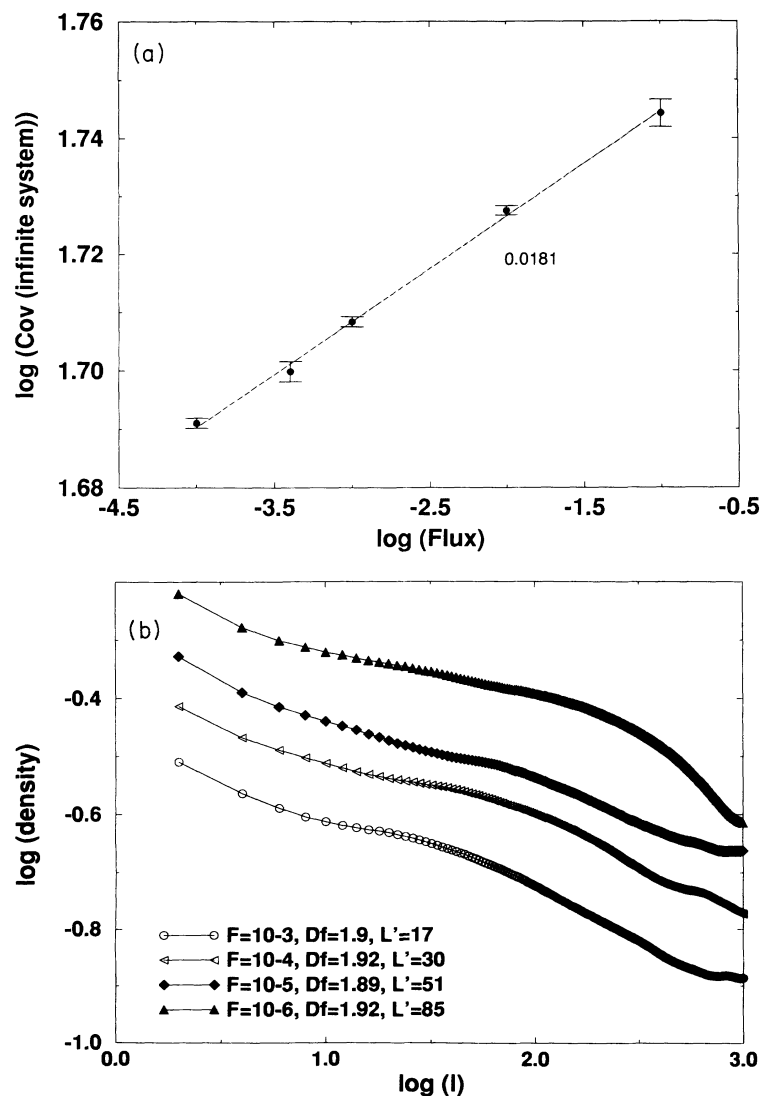 1.76
(a)
1.74
1.72
1.70
1.68
log (Cov (infinite system))
0.0181
-4.5 -3.5 -2.5 -1.5 -0.5
log (Flux)
(b)
-0.4
-0.6
-0.8
-1.0
log (density)
F=10-3, Df=1.9, L'=17
F=10-4, Df=1.92, L'=30
F=10-5, Df=1.89, L'=51
F=10-6, Df=1.92, L'=85
0.0 1.0 2.0 3.0
log (l)